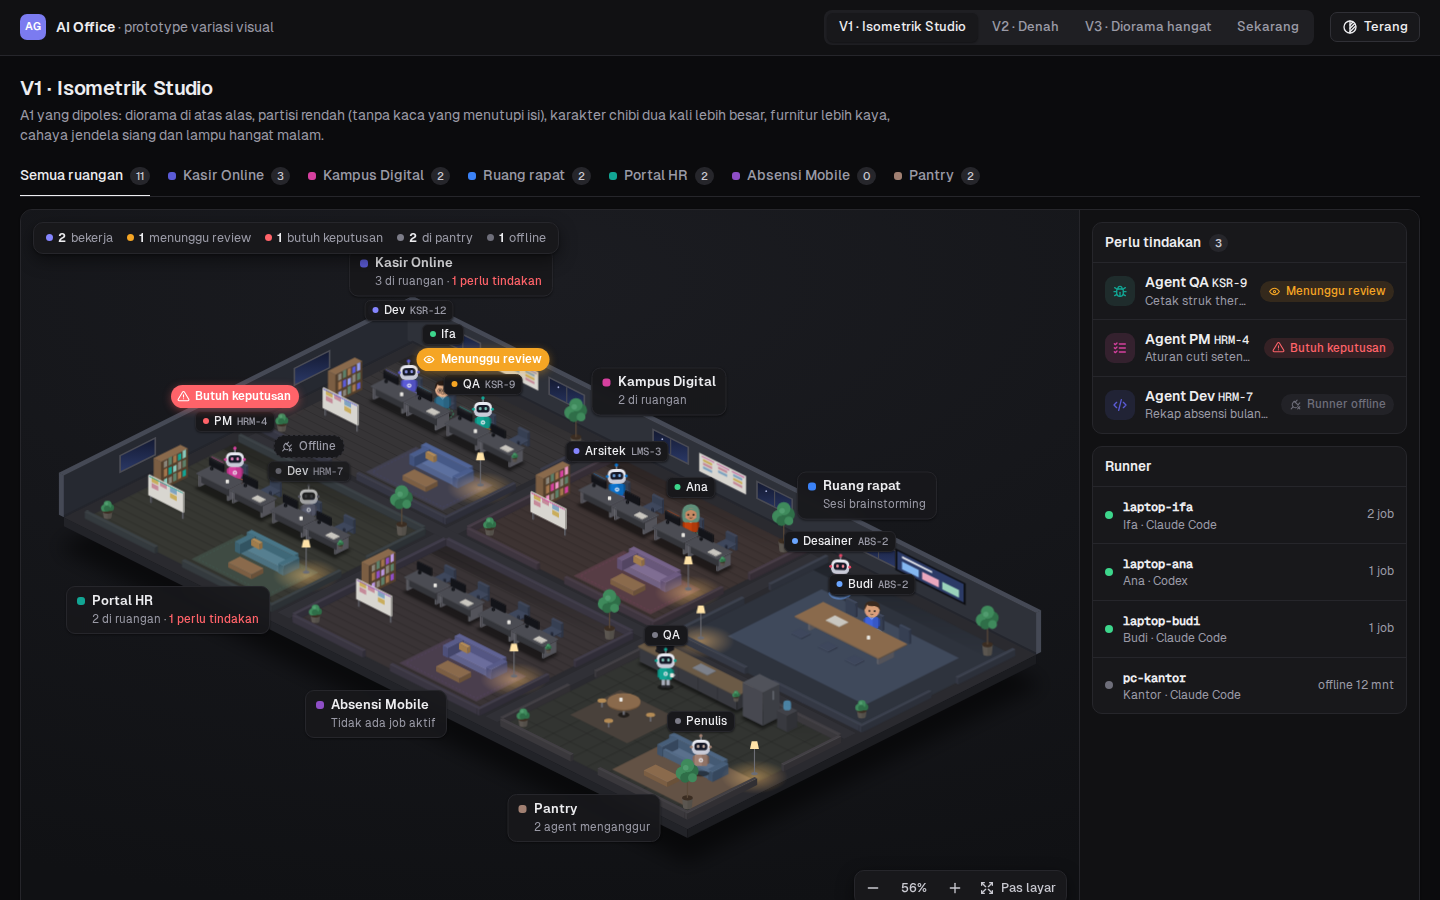 AG AI Office · prototype variasi visual
V1 · Isometrik Studio V2 · Denah V3 · Diorama hangat Sekarang Terang
V1 · Isometrik Studio
A1 yang dipoles: diorama di atas alas, partisi rendah (tanpa kaca yang menutupi isi), karakter chibi dua kali lebih besar, furnitur lebih kaya,
cahaya jendela siang dan lampu hangat malam.
Semua ruangan 11 Kasir Online 3 Kampus Digital 2 Ruang rapat 2 Portal HR 2 Absensi Mobile 0 Pantry 2
2 bekerja 1 menunggu review 1 butuh keputusan 2 di pantry 1 offline
Kasir Online
3 di ruangan · 1 perlu tindakan
Dev KSR-12
Ifa
Menunggu review
QA KSR-9
Kampus Digital
2 di ruangan
Butuh keputusan
PM HRM-4
Offline
Dev HRM-7
Arsitek LMS-3
Ana
Ruang rapat
Sesi brainstorming
Desainer ABS-2
Budi ABS-2
Portal HR
2 di ruangan · 1 perlu tindakan
QA
Absensi Mobile
Tidak ada job aktif
Penulis
Pantry
2 agent menganggur
56% Pas layar
Perlu tindakan 3
Agent QA KSR-9
Cetak struk ther...
Menunggu review
Agent PM HRM-4
Aturan cuti seten...
Butuh keputusan
Agent Dev HRM-7
Rekap absensi bulan...
Runner offline
Runner
laptop-ifa
Ifa · Claude Code
2 job
laptop-ana
Ana · Codex
1 job
laptop-budi
Budi · Claude Code
1 job
pc-kantor
Kantor · Claude Code
offline 12 mnt